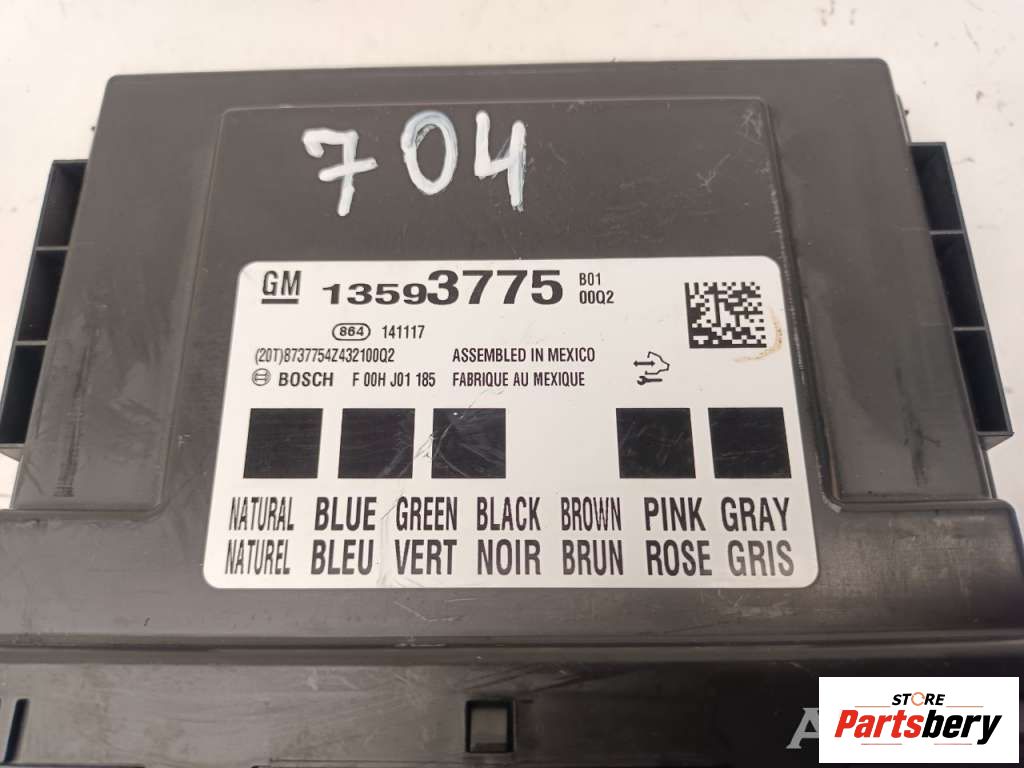 704
GM 13593775 B01
00Q2
864 141117
(20T)8737754Z432100Q2 ASSEMBLED IN MEXICO
BOSCH F 00H J01 185 FABRIQUE AU MEXIQUE
NATURAL BLUE GREEN BLACK BROWN PINK GRAY
NATUREL BLEU VERT NOIR BRUN ROSE GRIS
STORE
Partsbery